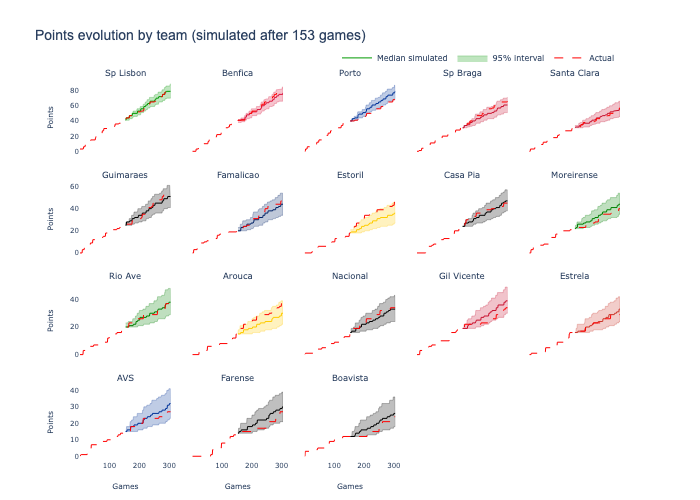 Points evolution by team (simulated after 153 games)
Median simulated 95% interval Actual
Sp Lisbon Benfica Porto Sp Braga Santa Clara
80
60
40
20
0
Points
Guimaraes Famalicao Estoril Casa Pia Moreirense
60
40
20
0
Points
Rio Ave Arouca Nacional Gil Vicente Estrela
40
20
0
Points
AVS Farense Boavista
40
30
20
10
0
Points
100 200 300 100 200 300 100 200 300
Games Games Games